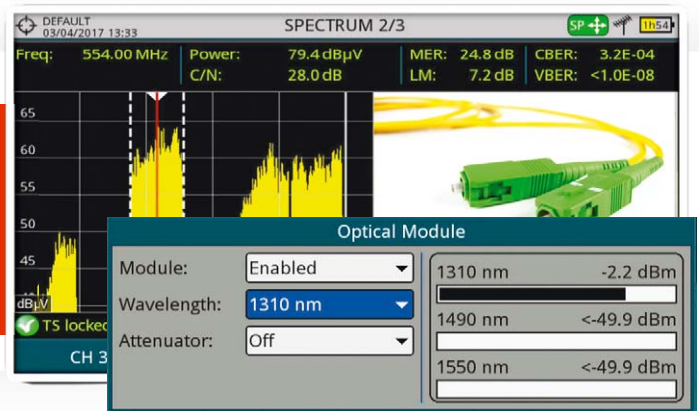 DEFAULT
03/04/2017 13:33
SPECTRUM 2/3
SP
1h54
Freq: 554.00 MHz Power: 79.4 dBµV MER: 24.8 dB CBER: 3.2E-04
C/N: 28.0 dB LM: 7.2 dB VBER: <1.0E-08
65
60
55
50
45
dBµV
TS locked
CH 3
Optical Module
Module: Enabled
Wavelength: 1310 nm
Attenuator: Off
1310 nm -2.2 dBm
1490 nm <-49.9 dBm
1550 nm <-49.9 dBm